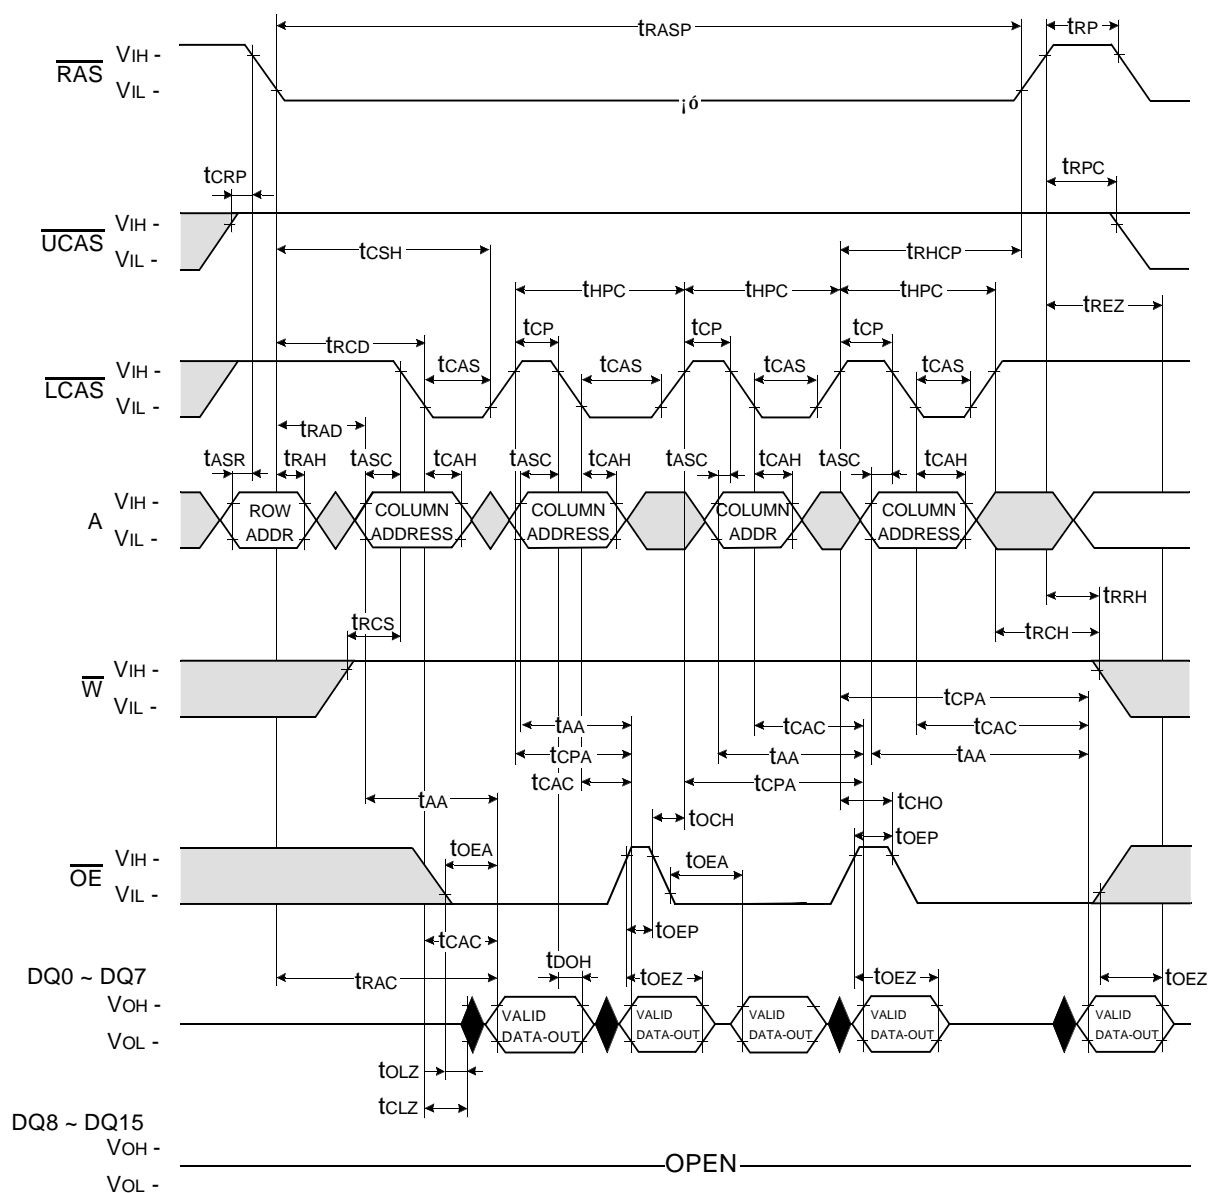 tRASP
tRP
RAS
VIH -
VIL -
¡ó
tCRP
tRPC
UCAS
VIH -
VIL -
tCSH
tRHCP
tHPC
tHPC
tHPC
tREZ
tRCD
tCP
tCP
tCP
LCAS
VIH -
VIL -
tCAS
tCAS
tCAS
tCAS
tRAD
tASR
tRAH
tASC
tCAH
tASC
tCAH
tASC
tCAH
tASC
tCAH
A
VIH -
VIL -
ROW
ADDR
COLUMN
ADDRESS
COLUMN
ADDRESS
COLUMN
ADDR
COLUMN
ADDRESS
tRRH
tRCS
tRCH
W
VIH -
VIL -
tCPA
tAA
tCAC
tCAC
tCPA
tAA
tAA
tCAC
tCPA
tAA
tCHO
tOCH
tOEP
OE
VIH -
VIL -
tOEA
tOEA
tOEP
tCAC
tDOH
tRAC
tOEZ
tOEZ
tOEZ
DQ0 ~ DQ7
VOH -
VOL -
VALID
DATA-OUT
VALID
DATA-OUT
VALID
DATA-OUT
VALID
DATA-OUT
VALID
DATA-OUT
tOLZ
tCLZ
DQ8 ~ DQ15
VOH -
VOL -
OPEN